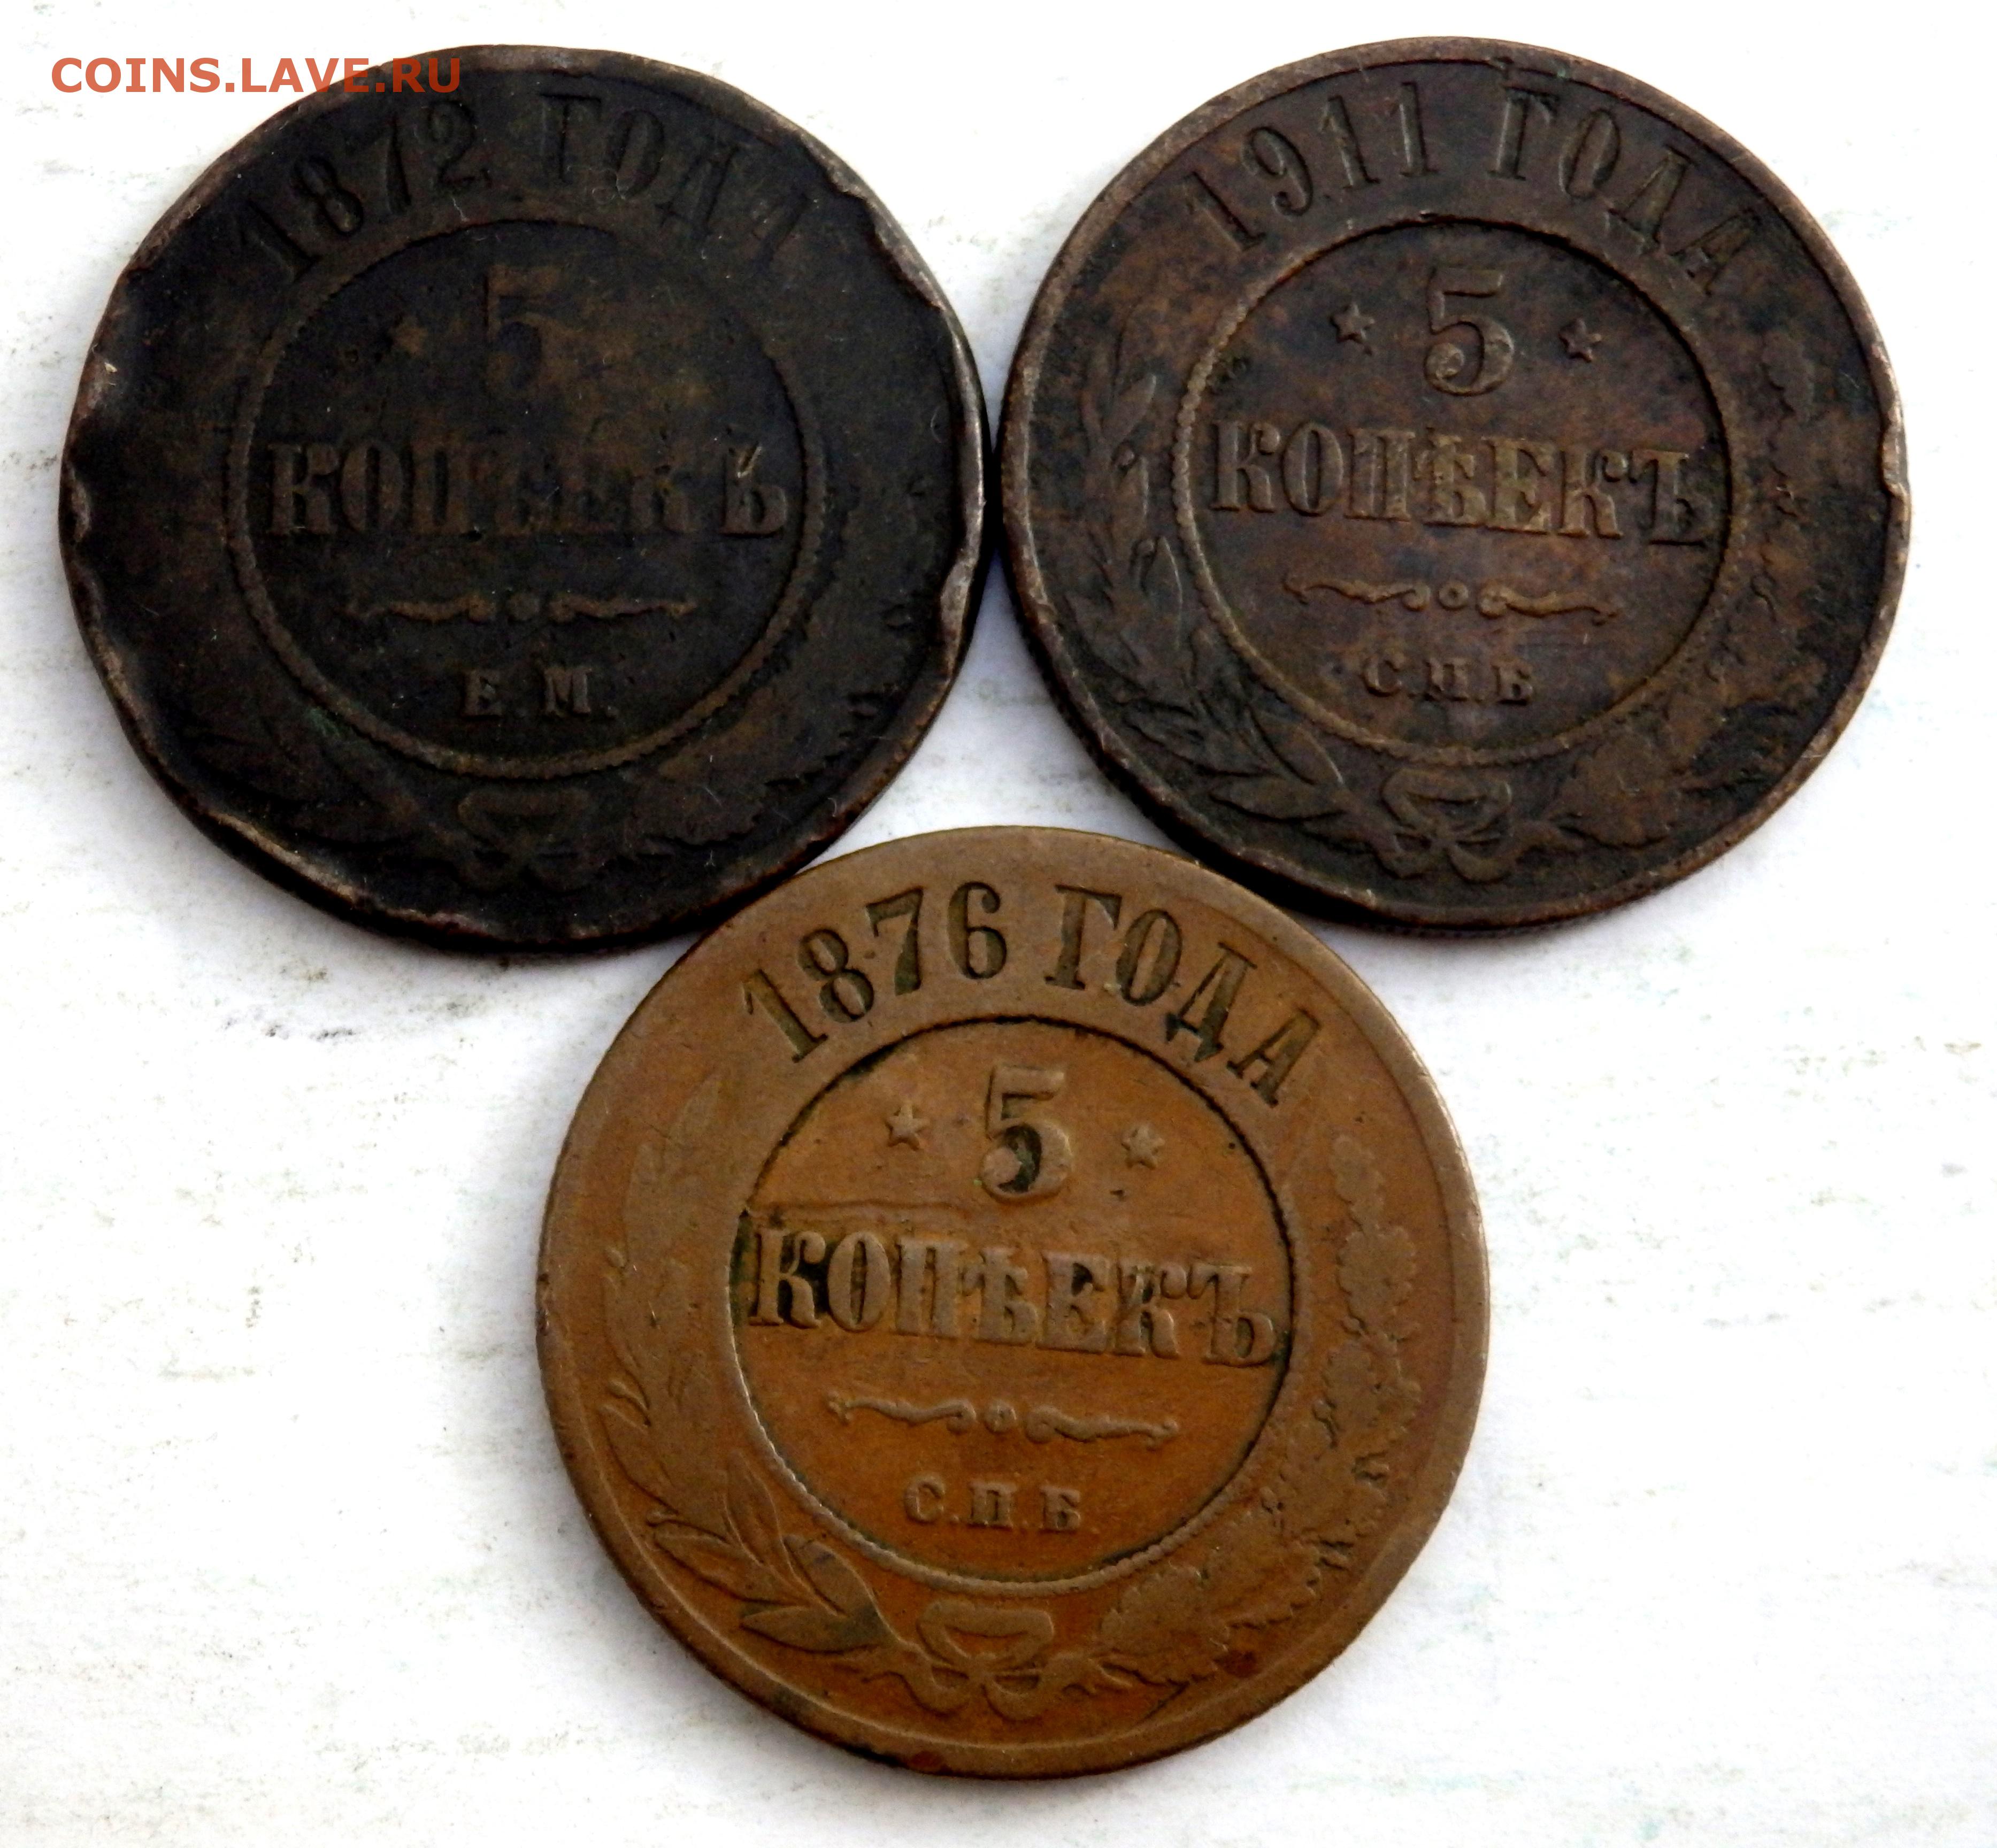 COINS.LAVE.RU
1872 ГОДА
5
КОПѢЕКЪ
Е.М.
1911 ГОДА
5
КОПѢЕКЪ
С.П.Б
1876 ГОДА
5
КОПѢЕКЪ
С.П.Б.